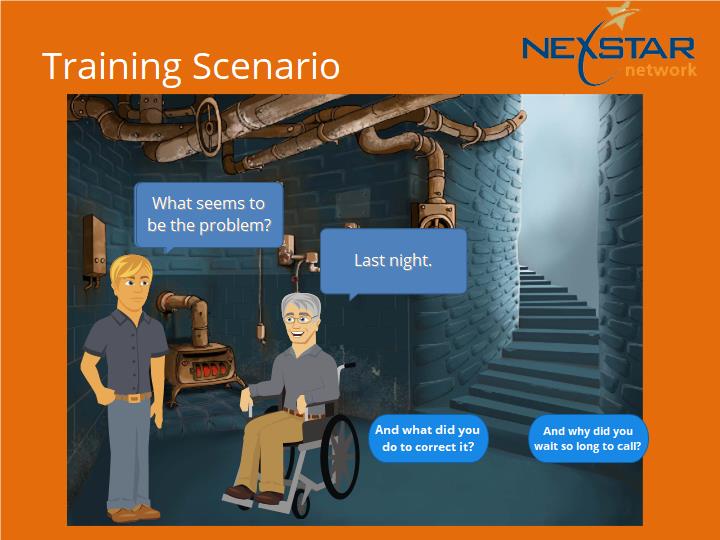 NEXSTAR
network
Training Scenario
What seems to
be the problem?
Last night.
And what did you
do to correct it?
And why did you
wait so long to call?